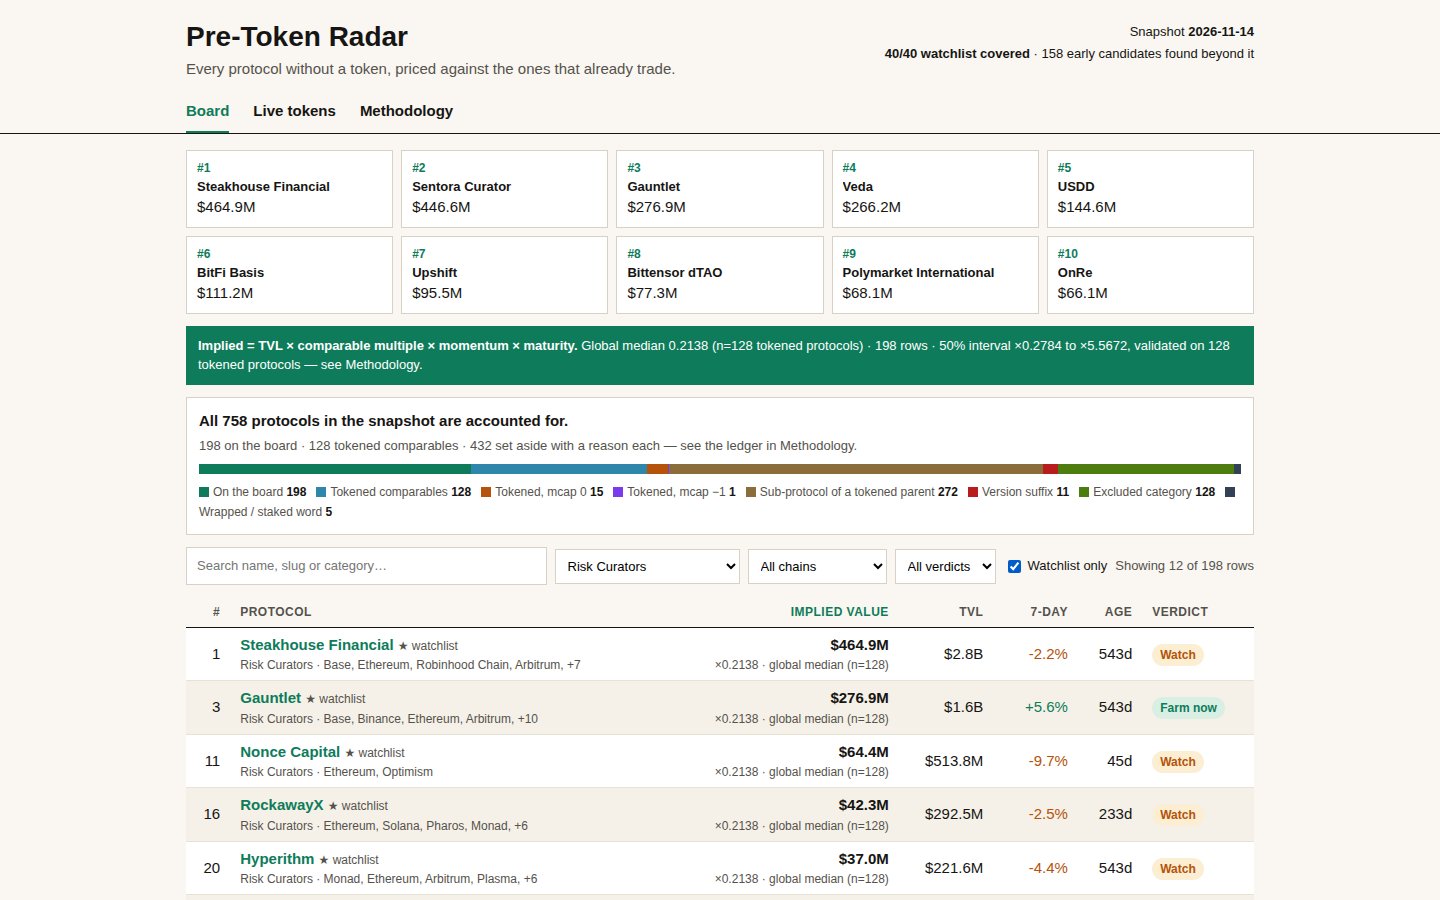 Pre-Token Radar
Every protocol without a token, priced against the ones that already trade.
Snapshot 2026-11-14
40/40 watchlist covered · 158 early candidates found beyond it
Board Live tokens Methodology
#1
Steakhouse Financial
$464.9M
#2
Sentora Curator
$446.6M
#3
Gauntlet
$276.9M
#4
Veda
$266.2M
#5
USDD
$144.6M
#6
BitFi Basis
$111.2M
#7
Upshift
$95.5M
#8
Bittensor dTAO
$77.3M
#9
Polymarket International
$68.1M
#10
OnRe
$66.1M
Implied = TVL × comparable multiple × momentum × maturity. Global median 0.2138 (n=128 tokened protocols) · 198 rows · 50% interval ×0.2784 to ×5.5672, validated on 128
tokened protocols — see Methodology.
All 758 protocols in the snapshot are accounted for.
198 on the board · 128 tokened comparables · 432 set aside with a reason each — see the ledger in Methodology.
On the board 198 Tokened comparables 128 Tokened, mcap 0 15 Tokened, mcap −1 1 Sub-protocol of a tokened parent 272 Version suffix 11 Excluded category 128
Wrapped / staked word 5
Search name, slug or category… Risk Curators All chains All verdicts Watchlist only Showing 12 of 198 rows
# PROTOCOL IMPLIED VALUE TVL 7-DAY AGE VERDICT
1 Steakhouse Financial ★ watchlist $464.9M $2.8B -2.2% 543d Watch
Risk Curators · Base, Ethereum, Robinhood Chain, Arbitrum, +7 ×0.2138 · global median (n=128)
3 Gauntlet ★ watchlist $276.9M $1.6B +5.6% 543d Farm now
Risk Curators · Base, Binance, Ethereum, Arbitrum, +10 ×0.2138 · global median (n=128)
11 Nonce Capital ★ watchlist $64.4M $513.8M -9.7% 45d Watch
Risk Curators · Ethereum, Optimism ×0.2138 · global median (n=128)
16 RockawayX ★ watchlist $42.3M $292.5M -2.5% 233d Watch
Risk Curators · Ethereum, Solana, Pharos, Monad, +6 ×0.2138 · global median (n=128)
20 Hyperithm ★ watchlist $37.0M $221.6M -4.4% 543d Watch
Risk Curators · Monad, Ethereum, Arbitrum, Plasma, +6 ×0.2138 · global median (n=128)